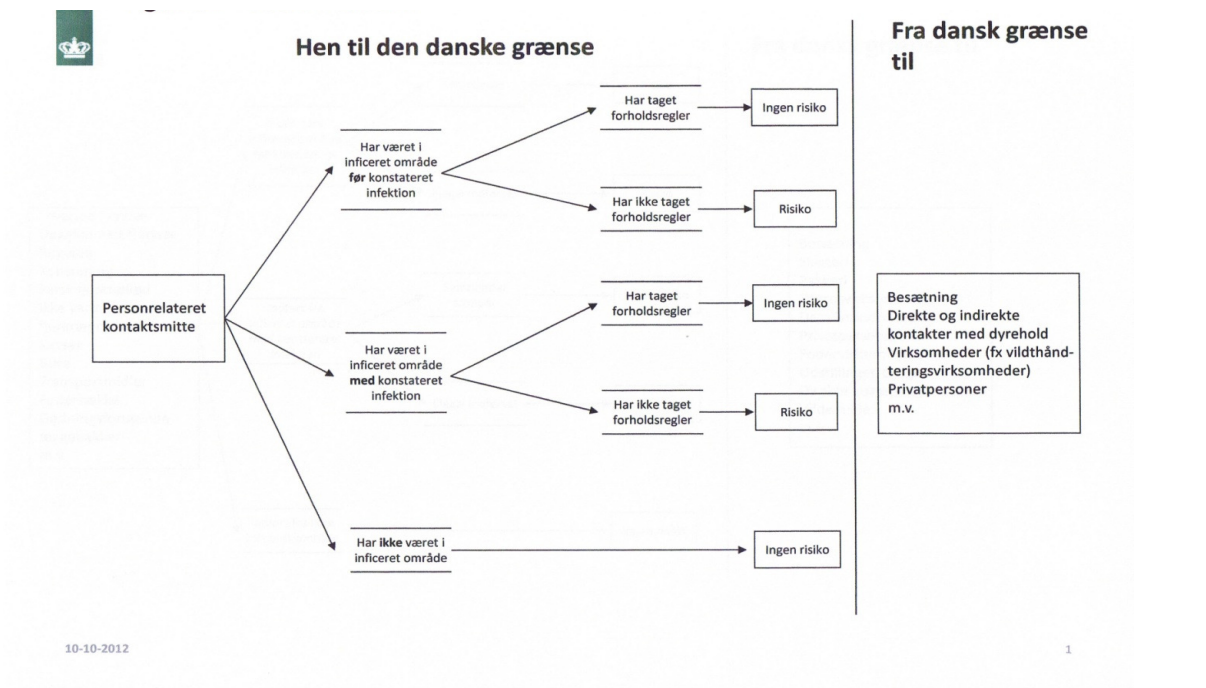 Hen til den danske grænse
Fra dansk grænse
til
Har taget
forholdsregler
Ingen risiko
Har været i
inficeret område
før konstateret
infektion
Har ikke taget
forholdsregler
Risiko
Personrelateret
kontaktsmitte
Har taget
forholdsregler
Ingen risiko
Har været i
inficeret område
med konstateret
infektion
Har ikke taget
forholdsregler
Risiko
Besætning
Direkte og indirekte
kontakter med dyrehold
Virksomheder (fx vildthånd-
teringsvirksomheder)
Privatpersoner
m.v.
Har ikke været i
inficeret område
Ingen risiko
10-10-2012
1